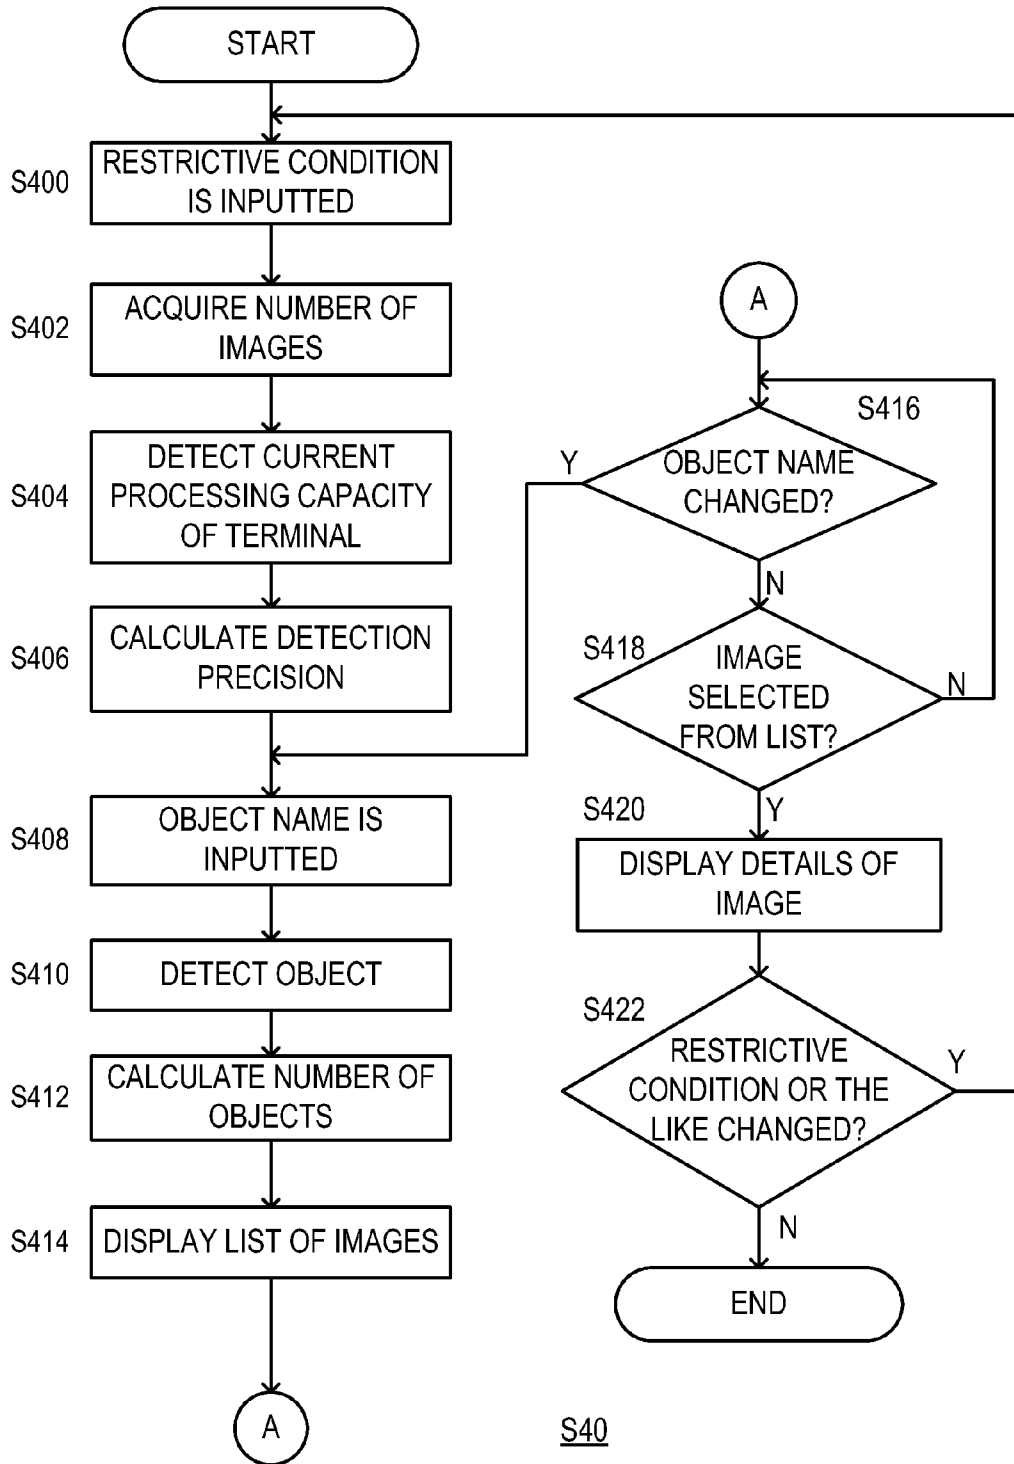 START
S400
RESTRICTIVE CONDITION
IS INPUTTED
S402
ACQUIRE NUMBER OF
IMAGES
S404
DETECT CURRENT
PROCESSING CAPACITY
OF TERMINAL
S406
CALCULATE DETECTION
PRECISION
S408
OBJECT NAME IS
INPUTTED
S410
DETECT OBJECT
S412
CALCULATE NUMBER OF
OBJECTS
S414
DISPLAY LIST OF IMAGES
A
A
S416
OBJECT NAME
CHANGED?
Y
N
S418
IMAGE
SELECTED
FROM LIST?
N
Y
S420
DISPLAY DETAILS OF
IMAGE
S422
RESTRICTIVE
CONDITION OR THE
LIKE CHANGED?
Y
N
END
S40